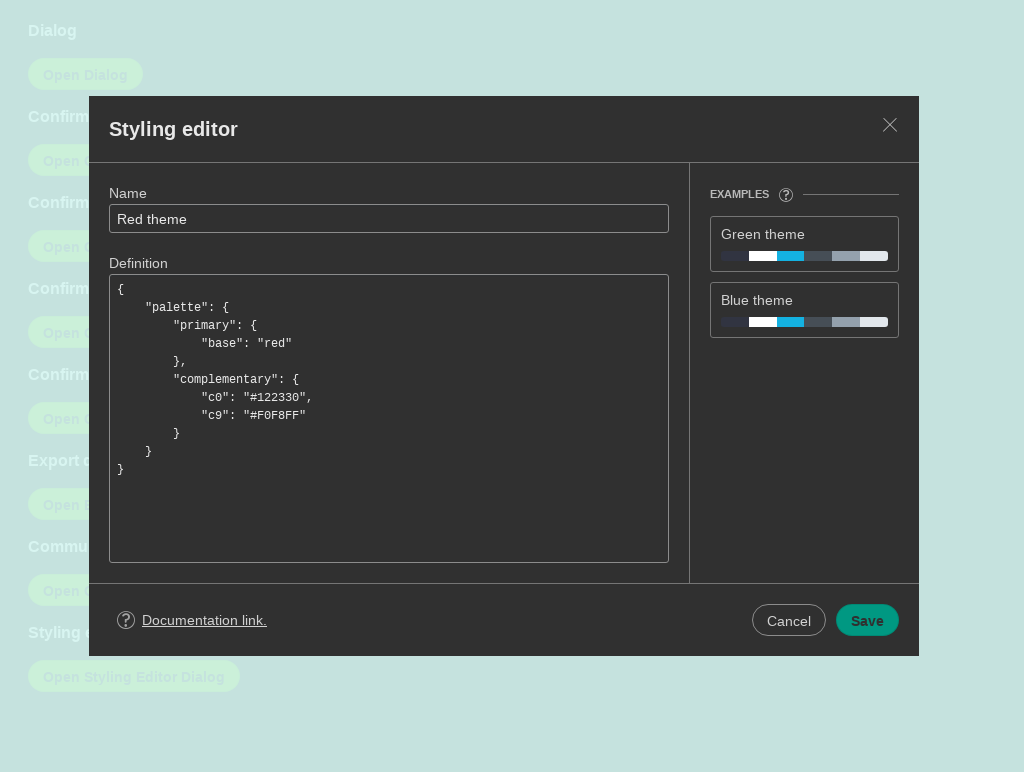 Dialog
Open Dialog
Confirm
Open
Confirm
Open
Confirm
Open
Confirm
Open
Export
Open
Open
Styling
Open Styling Editor Dialog
Styling editor
Name
Red theme
Definition
{
"palette": {
"primary": {
"base": "red"
},
"complementary": {
"c0": "#122330",
"c9": "#F0F8FF"
}
}
}
EXAMPLES ?
Green theme
Blue theme
? Documentation link.
Cancel
Save